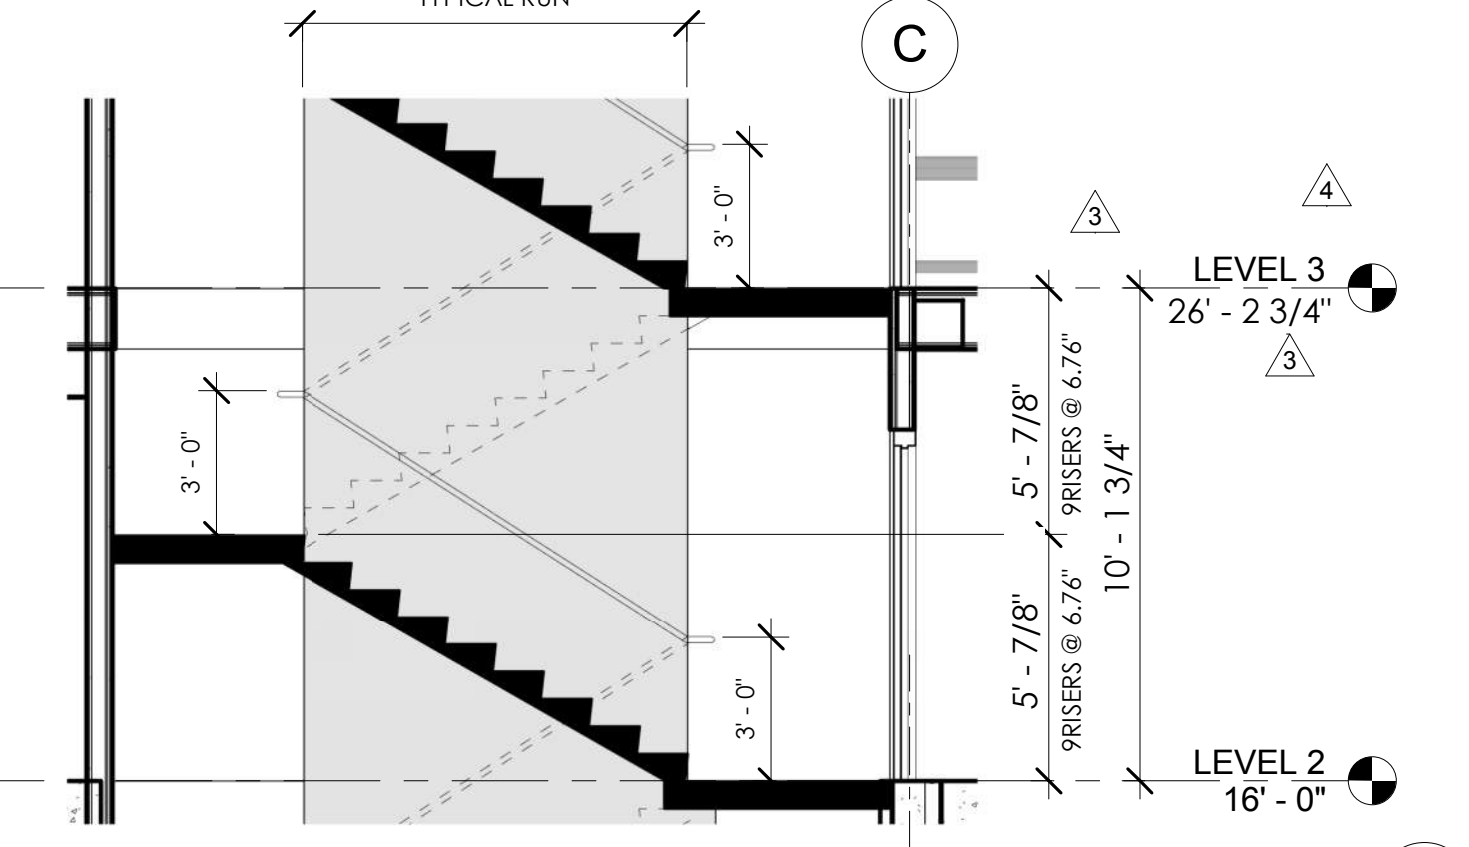 TYPICAL RUN
C
3' - 0"
3
4
LEVEL 3
26' - 2 3/4"
3
3' - 0"
5' - 7/8"
9RISERS @ 6.76"
10' - 1 3/4"
5' - 7/8"
9RISERS @ 6.76"
3' - 0"
LEVEL 2
16' - 0"